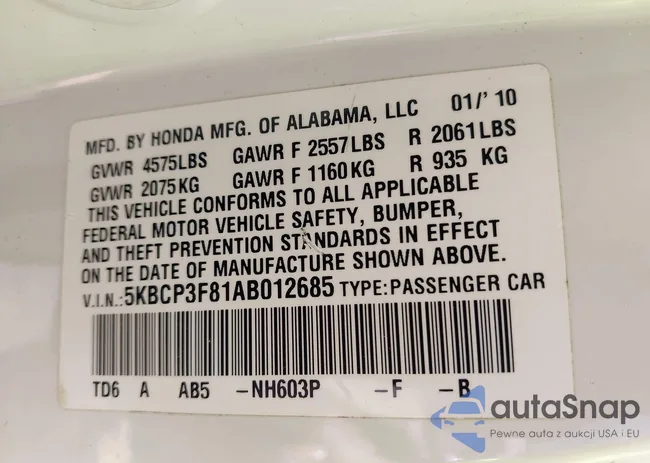 MFD. BY HONDA MFG. OF ALABAMA, LLC 01/'10
GVWR 4575LBS GAWR F 2557LBS R 2061LBS
GVWR 2075KG GAWR F 1160KG R 935 KG
THIS VEHICLE CONFORMS TO ALL APPLICABLE
FEDERAL MOTOR VEHICLE SAFETY, BUMPER,
AND THEFT PREVENTION STANDARDS IN EFFECT
ON THE DATE OF MANUFACTURE SHOWN ABOVE.
V.I.N.:5KBCP3F81AB012685 TYPE:PASSENGER CAR
TD6 A AB5 -NH603P -F -B
autaSnap
Pewne auta z aukcji USA i EU